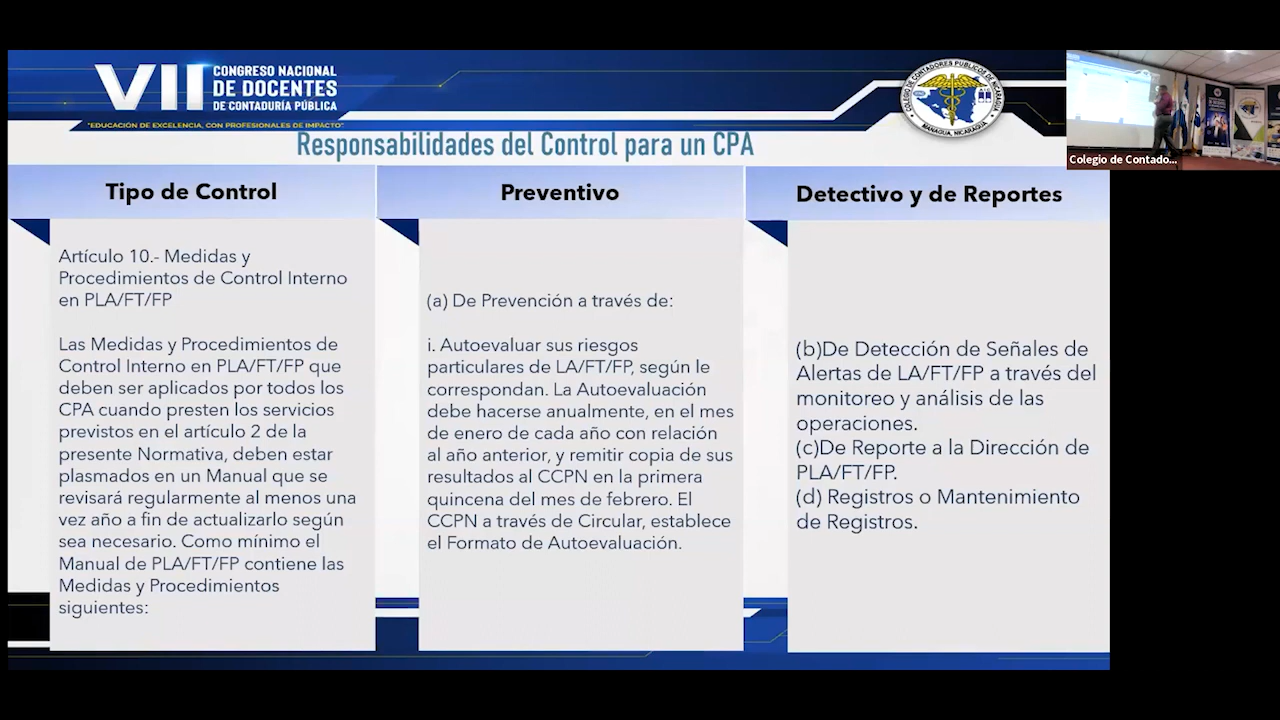 VII CONGRESO NACIONAL
DE DOCENTES
DE CONTADURÍA PÚBLICA
"EDUCACIÓN DE EXCELENCIA, CON PROFESIONALES DE IMPACTO"
COLEGIO DE CONTADORES PÚBLICOS DE NICARAGUA
MANAGUA, NICARAGUA
Colegio de Contado...
Responsabilidades del Control para un CPA
Tipo de Control
Artículo 10.- Medidas y
Procedimientos de Control Interno
en PLA/FT/FP
Las Medidas y Procedimientos de
Control Interno en PLA/FT/FP que
deben ser aplicados por todos los
CPA cuando presten los servicios
previstos en el artículo 2 de la
presente Normativa, deben estar
plasmados en un Manual que se
revisará regularmente al menos una
vez año a fin de actualizarlo según
sea necesario. Como mínimo el
Manual de PLA/FT/FP contiene las
Medidas y Procedimientos
siguientes:
Preventivo
(a) De Prevención a través de:
i. Autoevaluar sus riesgos
particulares de LA/FT/FP, según le
correspondan. La Autoevaluación
debe hacerse anualmente, en el mes
de enero de cada año con relación
al año anterior, y remitir copia de sus
resultados al CCPN en la primera
quincena del mes de febrero. El
CCPN a través de Circular, establece
el Formato de Autoevaluación.
Detectivo y de Reportes
(b)De Detección de Señales de
Alertas de LA/FT/FP a través del
monitoreo y análisis de las
operaciones.
(c)De Reporte a la Dirección de
PLA/FT/FP.
(d) Registros o Mantenimiento
de Registros.